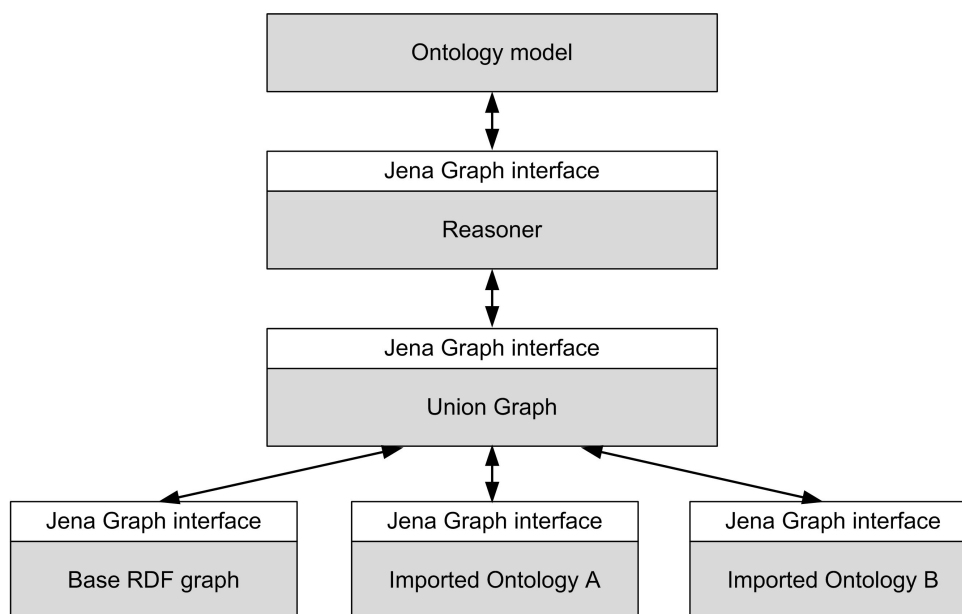 Ontology model
Jena Graph interface
Reasoner
Jena Graph interface
Union Graph
Jena Graph interface
Jena Graph interface
Jena Graph interface
Base RDF graph
Imported Ontology A
Imported Ontology B